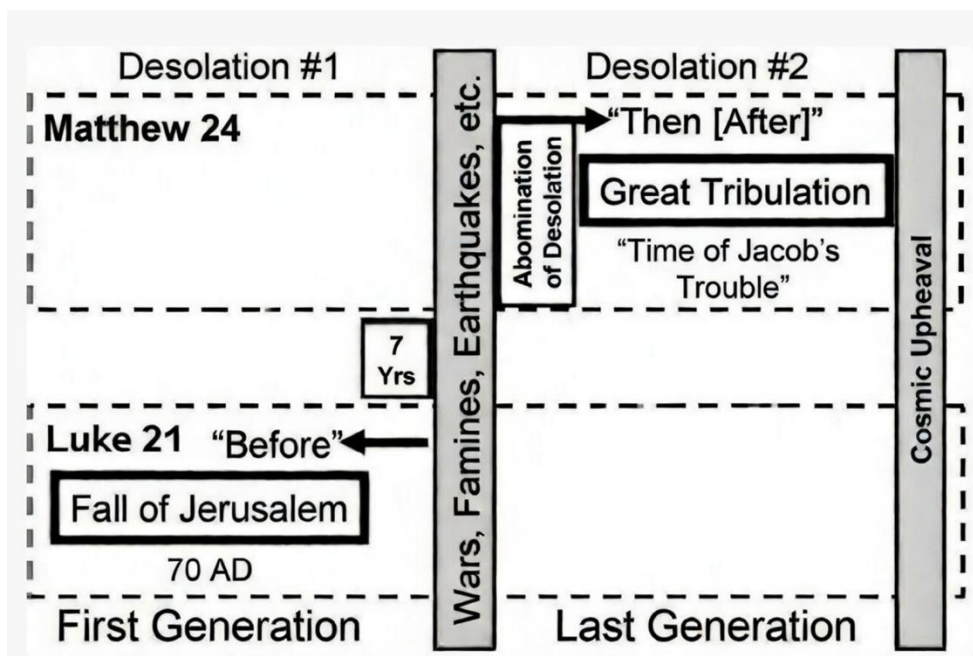 Desolation #1
Desolation #2
Matthew 24
Wars, Famines, Earthquakes, etc.
Abomination
of Desolation
“Then [After]”
Great Tribulation
“Time of Jacob’s
Trouble”
Cosmic Upheaval
7
Yrs
Luke 21 “Before”
Fall of Jerusalem
70 AD
First Generation
Last Generation